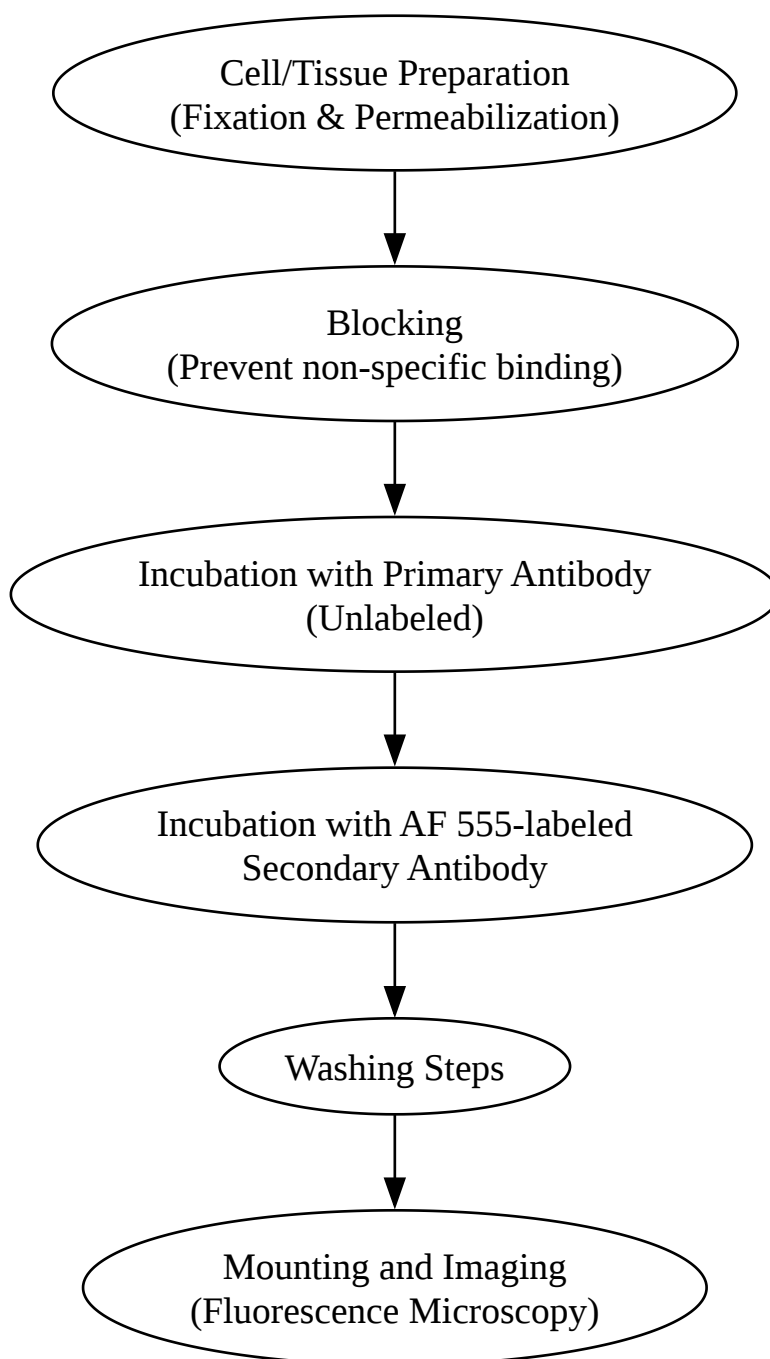 Cell/Tissue Preparation
(Fixation & Permeabilization)
Blocking
(Prevent non-specific binding)
Incubation with Primary Antibody
(Unlabeled)
Incubation with AF 555-labeled
Secondary Antibody
Washing Steps
Mounting and Imaging
(Fluorescence Microscopy)